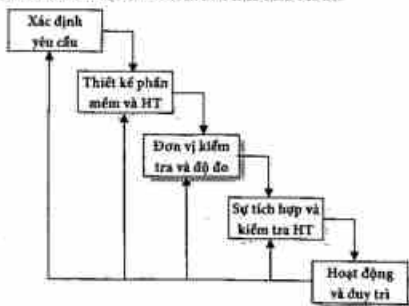 Xác định
yêu cầu
Thiết kế phần
mềm và HT
Đơn vị kiểm
tra và độ đo
Sự tích hợp và
kiểm tra HT
Hoạt động
và duy trì